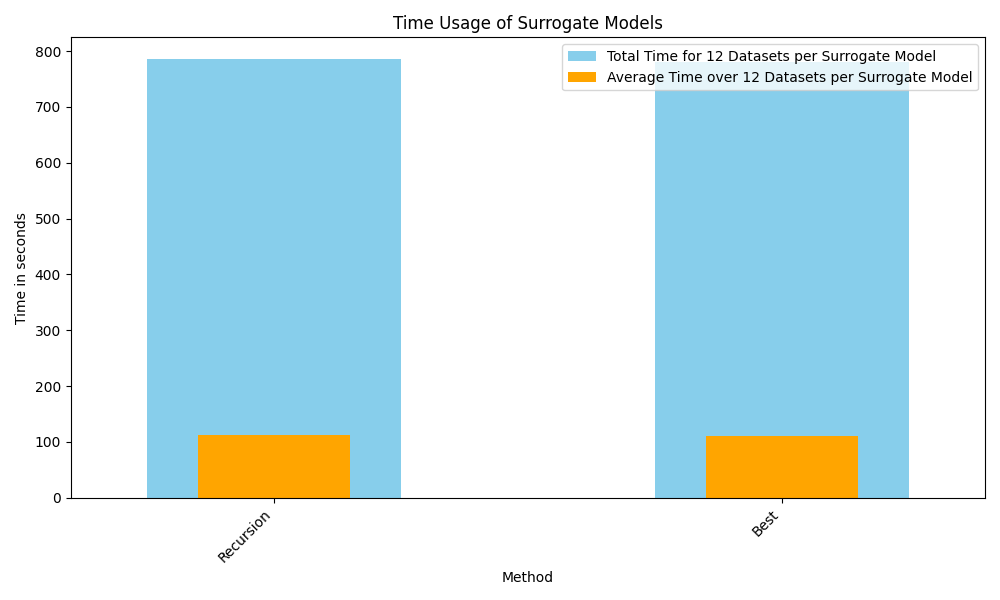 Time Usage of Surrogate Models
Total Time for 12 Datasets per Surrogate Model
Average Time over 12 Datasets per Surrogate Model
Time in seconds
800
700
600
500
400
300
200
100
0
Recursion
Best
Method